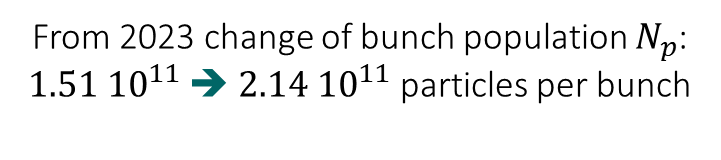 From 2023 change of bunch population Nₚ:
1.51 10¹¹ ➔ 2.14 10¹¹ particles per bunch